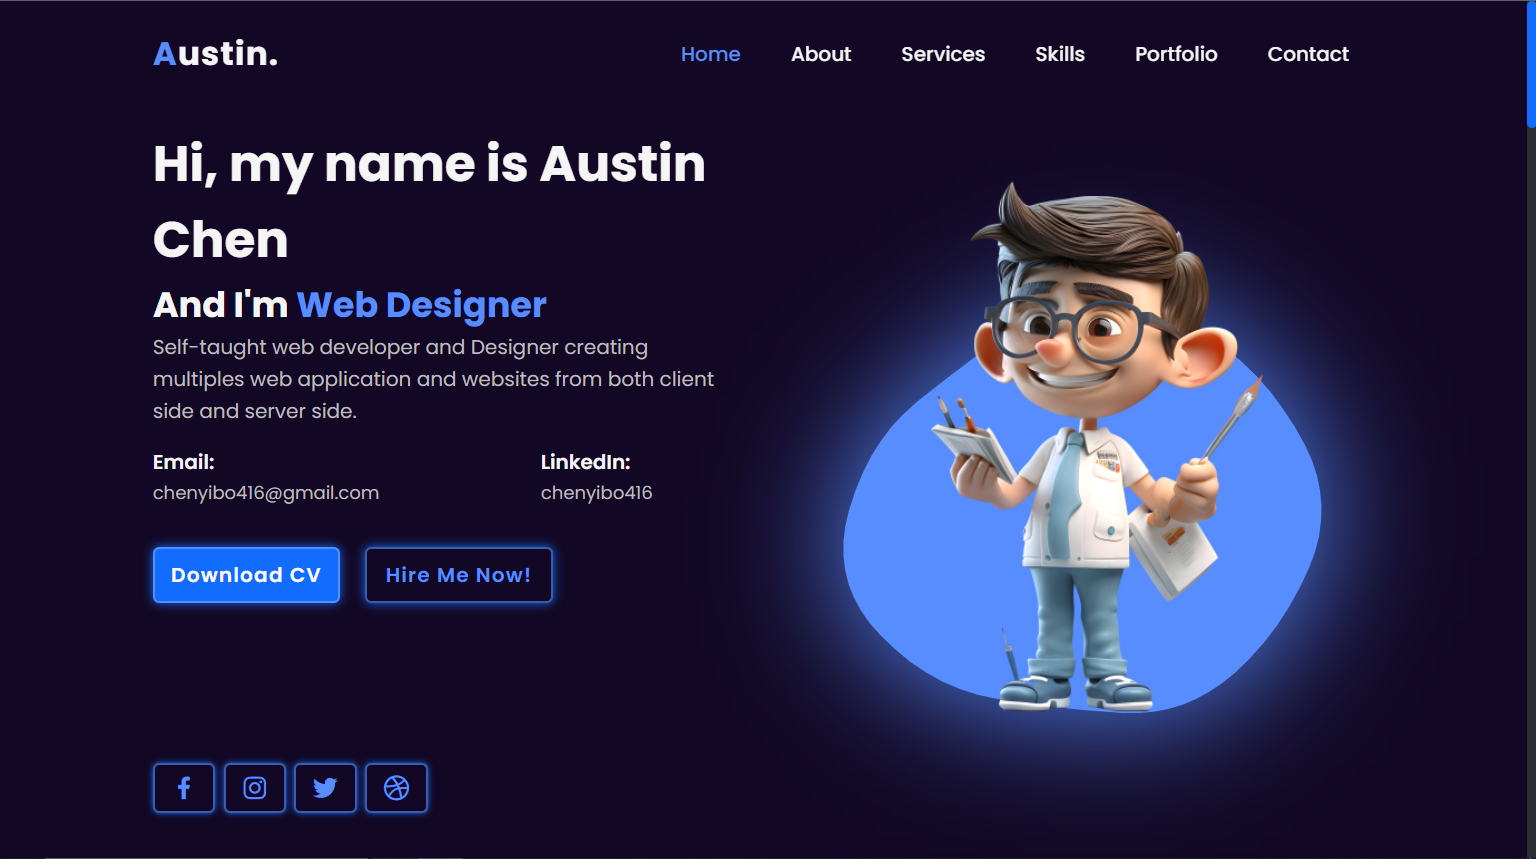 Austin.
Home About Services Skills Portfolio Contact
Hi, my name is Austin
Chen
And I'm Web Designer
Self-taught web developer and Designer creating
multiples web application and websites from both client
side and server side.
Email:
chenyibo416@gmail.com
LinkedIn:
chenyibo416
Download CV
Hire Me Now!